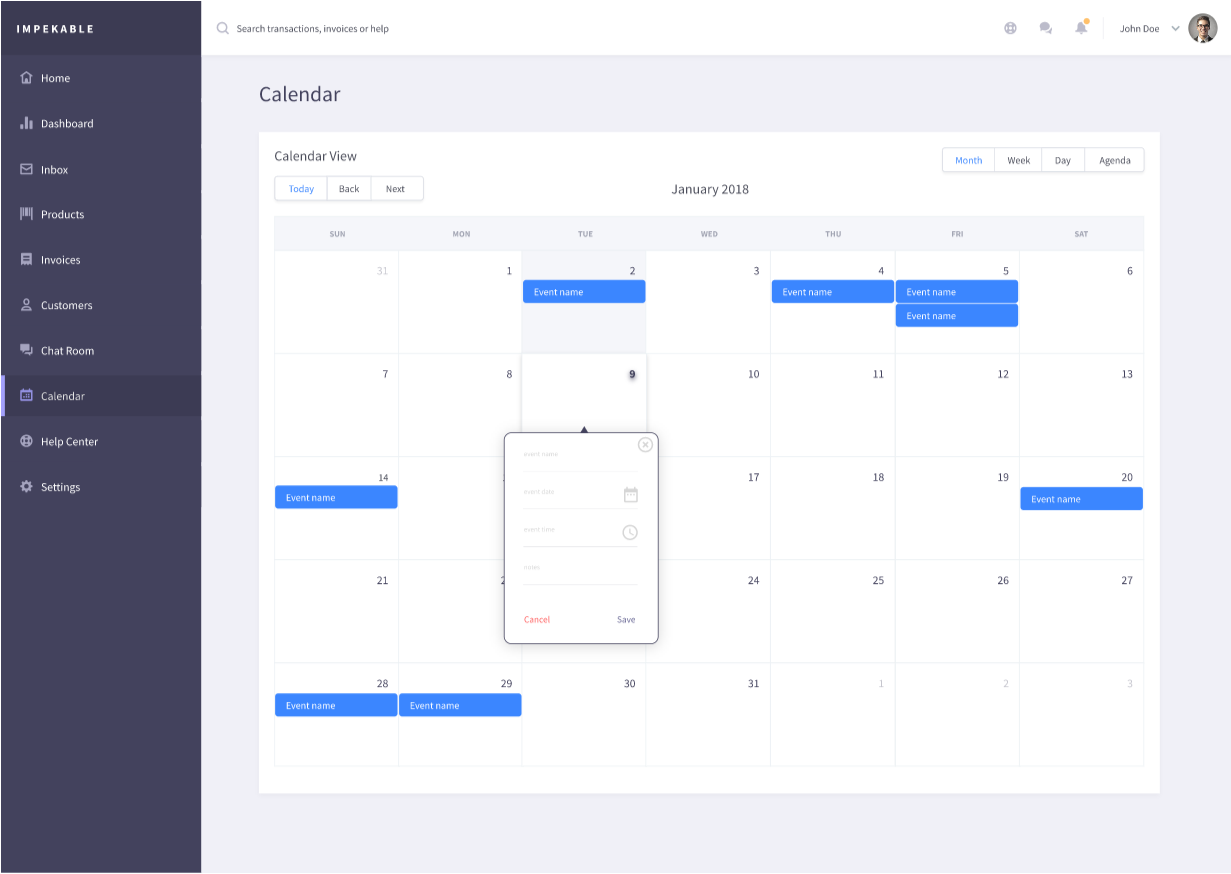 IMPEKABLE
Search transactions, invoices or help
John Doe
Home
Dashboard
Inbox
Products
Invoices
Customers
Chat Room
Calendar
Help Center
Settings
Calendar
Calendar View
Month Week Day Agenda
Today Back Next
January 2018
SUN MON TUE WED THU FRI SAT
31 1 2 3 4 5 6
Event name Event name Event name
Event name
7 8 9 10 11 12 13
event name
14 17 18 19 20
Event name Event name
event date
event time
notes
21 24 25 26 27
Cancel Save
28 29 30 31 1 2 3
Event name Event name